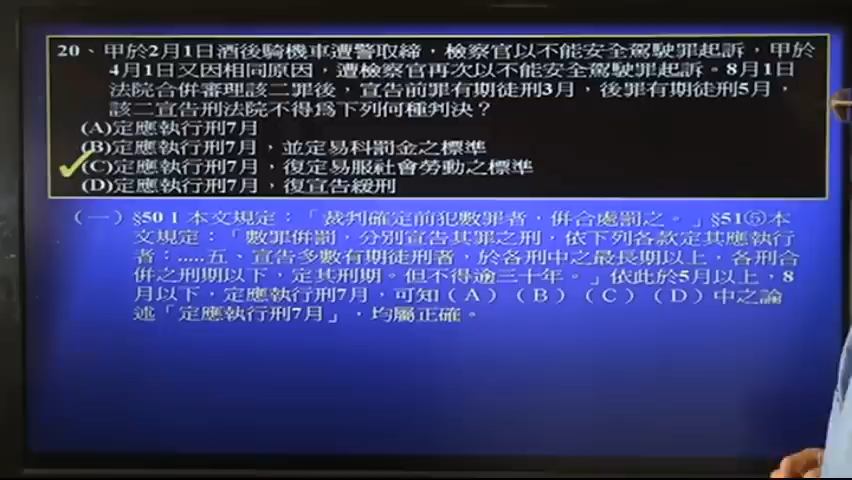 20、甲於2月1日酒後騎機車遭警取締，檢察官以不能安全駕駛罪起訴，甲於
4月1日又因相同原因，遭檢察官再次以不能安全駕駛罪起訴。8月1日
法院合併審理該二罪後，宣告前罪有期徒刑3月，後罪有期徒刑5月，
該二宣告刑法院不得為下列何種判決？
(A)定應執行刑7月
(B)定應執行刑7月，並定易科罰金之標準
(C)定應執行刑7月，復定易服社會勞動之標準
(D)定應執行刑7月，復宣告緩刑
（一）§50 1 本文規定：「裁判確定前犯數罪者，併合處罰之。」§51⑤本
文規定：「數罪併罰，分別宣告其罪之刑，依下列各款定其應執行
者：.....五、宣告多數有期徒刑者，於各刑中之最長期以上，各刑合
併之刑期以下，定其刑期。但不得逾三十年。」依此於5月以上，8
月以下，定應執行刑7月，可知（A）（B）（C）（D）中之論
述「定應執行刑7月」，均屬正確。